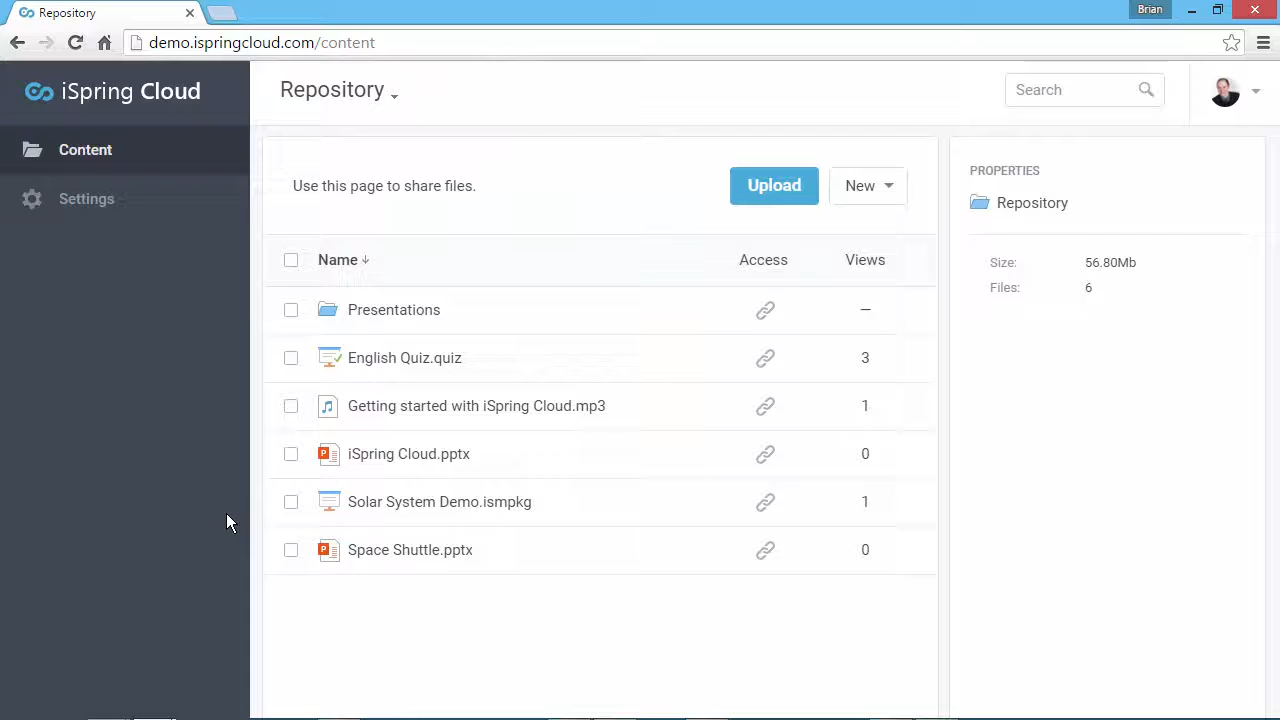 Repository
Brian
demo.ispringcloud.com/content
iSpring Cloud
Repository
Search
Content
Settings
Use this page to share files.
Upload
New
PROPERTIES
Repository
Size: 56.80Mb
Files: 6
Name Access Views
Presentations —
English Quiz.quiz 3
Getting started with iSpring Cloud.mp3 1
iSpring Cloud.pptx 0
Solar System Demo.ismpkg 1
Space Shuttle.pptx 0